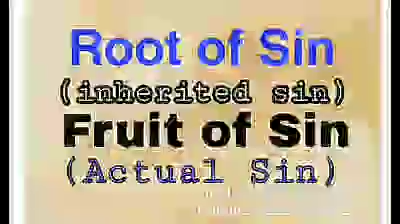 Root of Sin
(inherited sin)
Fruit of Sin
(Actual Sin)